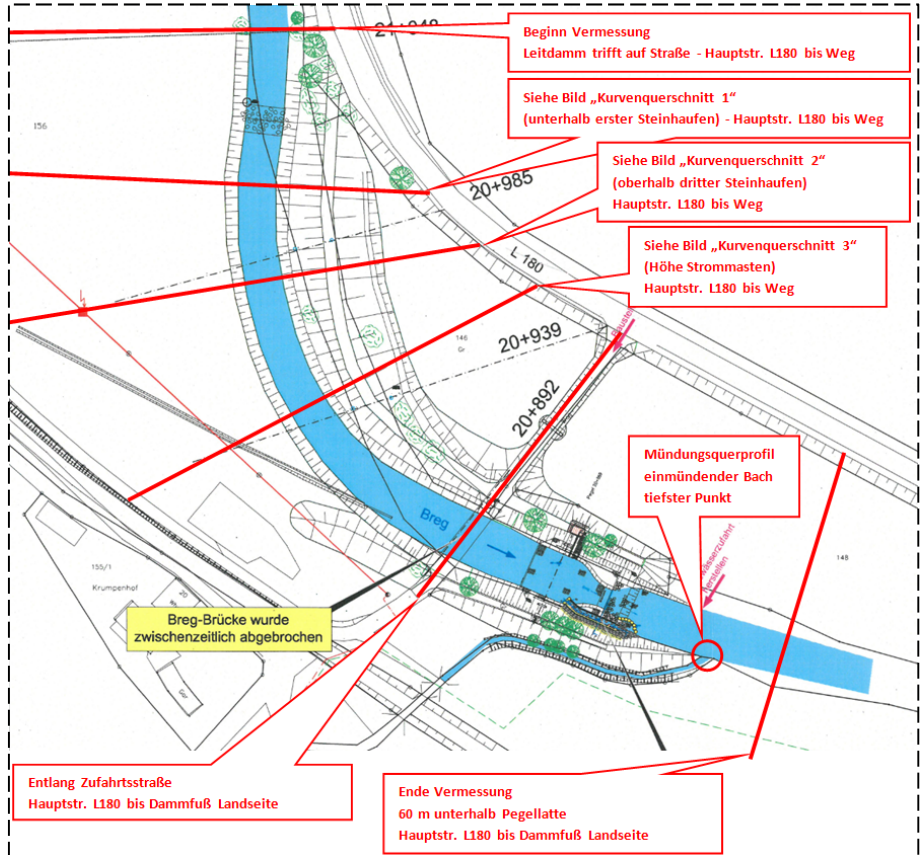 Beginn Vermessung
Leitdamm trifft auf Straße - Hauptstr. L180 bis Weg
Siehe Bild „Kurvenquerschnitt 1“
(unterhalb erster Steinhaufen) - Hauptstr. L180 bis Weg
156
20+985
Siehe Bild „Kurvenquerschnitt 2“
(oberhalb dritter Steinhaufen)
Hauptstr. L180 bis Weg
L 180
Siehe Bild „Kurvenquerschnitt 3“
(Höhe Strommasten)
Hauptstr. L180 bis Weg
146
Gr.
20+939
20+892
Mündungsquerprofil
einmündender Bach
tiefster Punkt
Breg
148
herstellen
155/1
Krumpenhof
Breg-Brücke wurde
zwischenzeitlich abgebrochen
Entlang Zufahrtsstraße
Hauptstr. L180 bis Dammfuß Landseite
Ende Vermessung
60 m unterhalb Pegellatte
Hauptstr. L180 bis Dammfuß Landseite